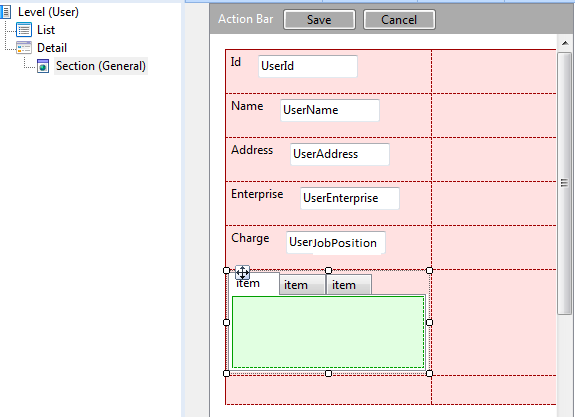 Level (User)
List
Detail
Section (General)
Action Bar Save Cancel
Id UserId
Name UserName
Address UserAddress
Enterprise UserEnterprise
Charge UserJobPosition
item item item